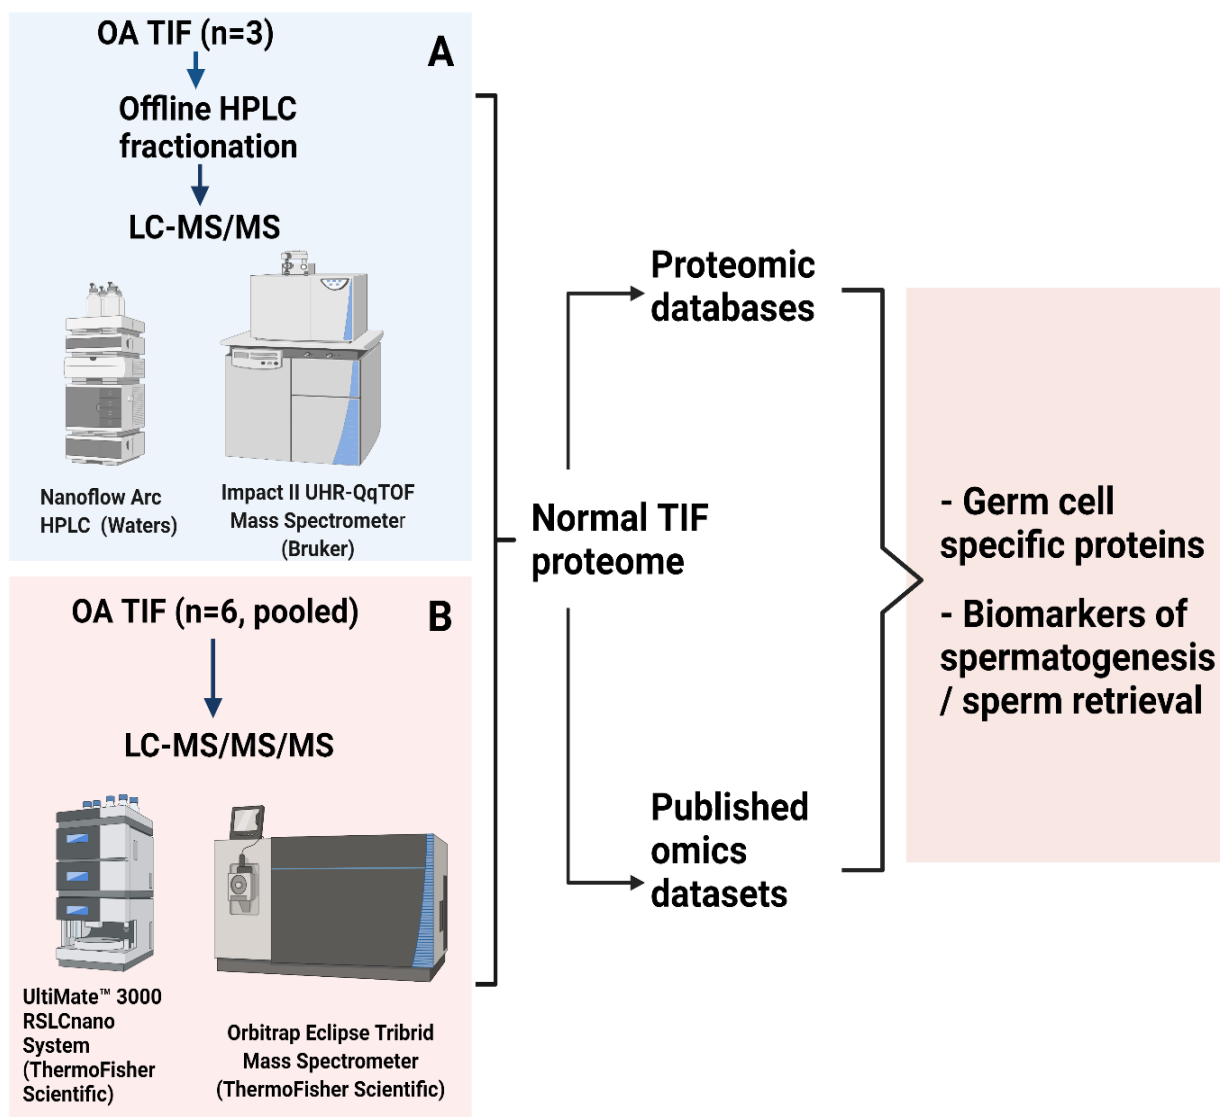 OA TIF (n=3)
A
Offline HPLC
fractionation
LC-MS/MS
Nanoflow Arc
HPLC (Waters)
Impact II UHR-QqTOF
Mass Spectrometer
(Bruker)
OA TIF (n=6, pooled)
B
LC-MS/MS/MS
UltiMate™ 3000
RSLCnano
System
(ThermoFisher
Scientific)
Orbitrap Eclipse Tribrid
Mass Spectrometer
(ThermoFisher Scientific)
Normal TIF
proteome
Proteomic
databases
Published
omics
datasets
- Germ cell
specific proteins
- Biomarkers of
spermatogenesis
/ sperm retrieval